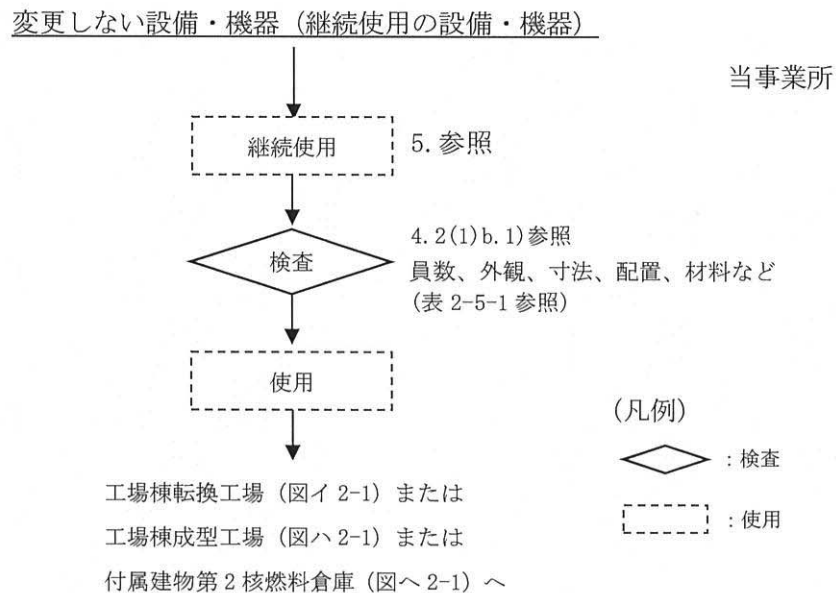 変更しない設備・機器(継続使用の設備・機器)
当事業所
継続使用
5.参照
検査
4.2(1)b.1)参照
員数、外観、寸法、配置、材料など
(表 2-5-1 参照)
使用
(凡例)
:検査
:使用
工場棟転換工場(図イ 2-1)または
工場棟成型工場(図ハ 2-1)または
付属建物第 2 核燃料倉庫(図ヘ 2-1)へ